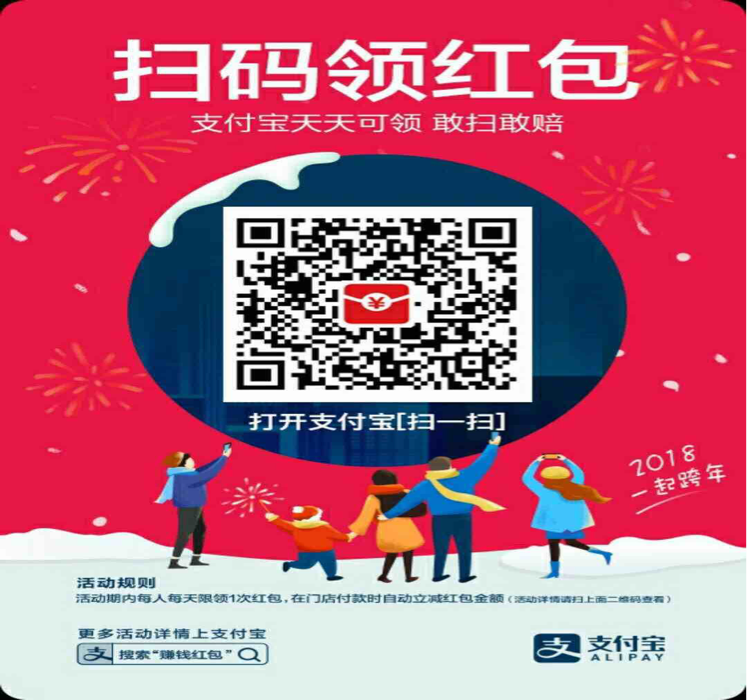 扫码领红包
支付宝天天可领 敢扫敢赔
¥
打开支付宝[扫一扫]
2018
一起跨年
活动规则
活动期内每人每天限领1次红包，在门店付款时自动立减红包金额（活动详情请扫上面二维码查看）
更多活动详情上支付宝
支 搜索“赚钱红包”
支 支付宝
ALIPAY